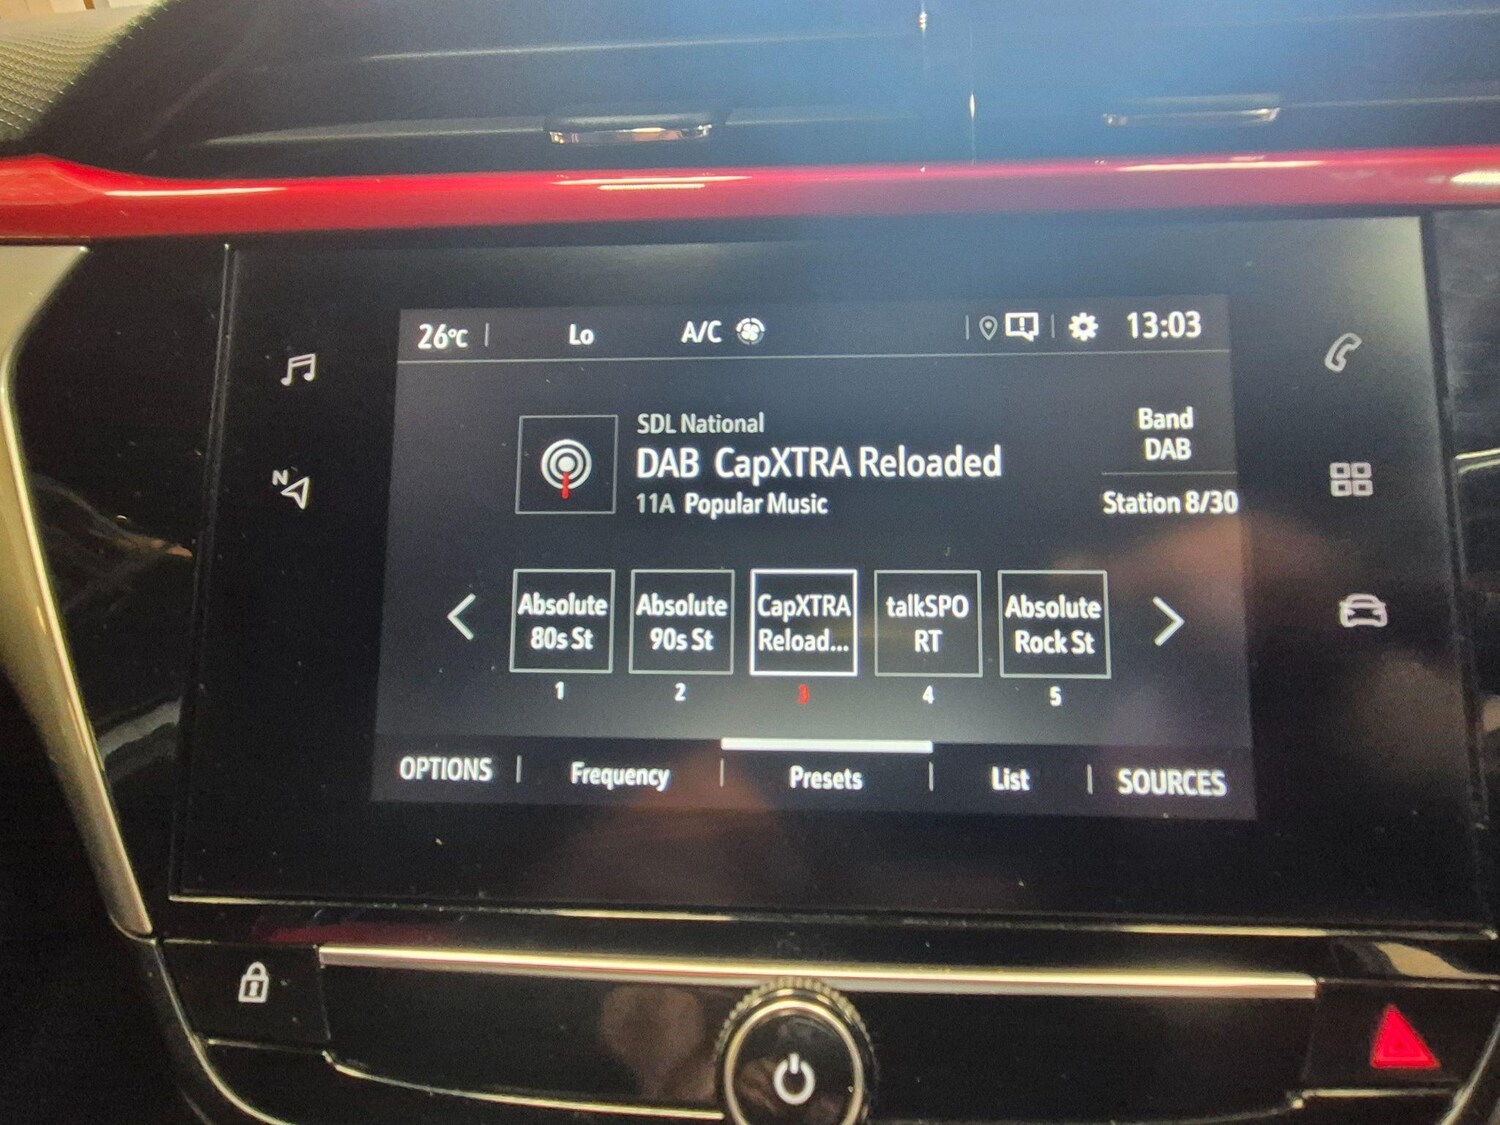 26°C Lo A/C 13:03
SDL National
DAB CapXTRA Reloaded
11A Popular Music
Band
DAB
Station 8/30
Absolute
80s St
Absolute
90s St
CapXTRA
Reload...
talkSPO
RT
Absolute
Rock St
1 2 3 4 5
OPTIONS Frequency Presets List SOURCES
N